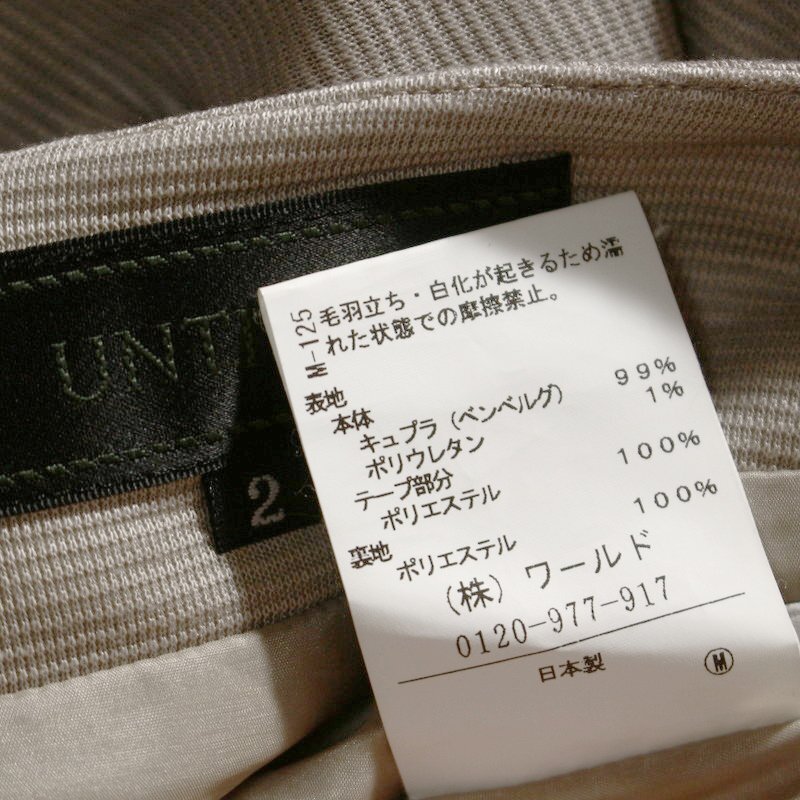 UNTI
2
M-125
毛羽立ち・白化が起きるため濡
れた状態での摩擦禁止。
表地
本体
キュプラ（ベンベルグ） 99%
ポリウレタン 1%
テープ部分
ポリエステル 100%
裏地
ポリエステル 100%
（株）ワールド
0120-977-917
日本製 M